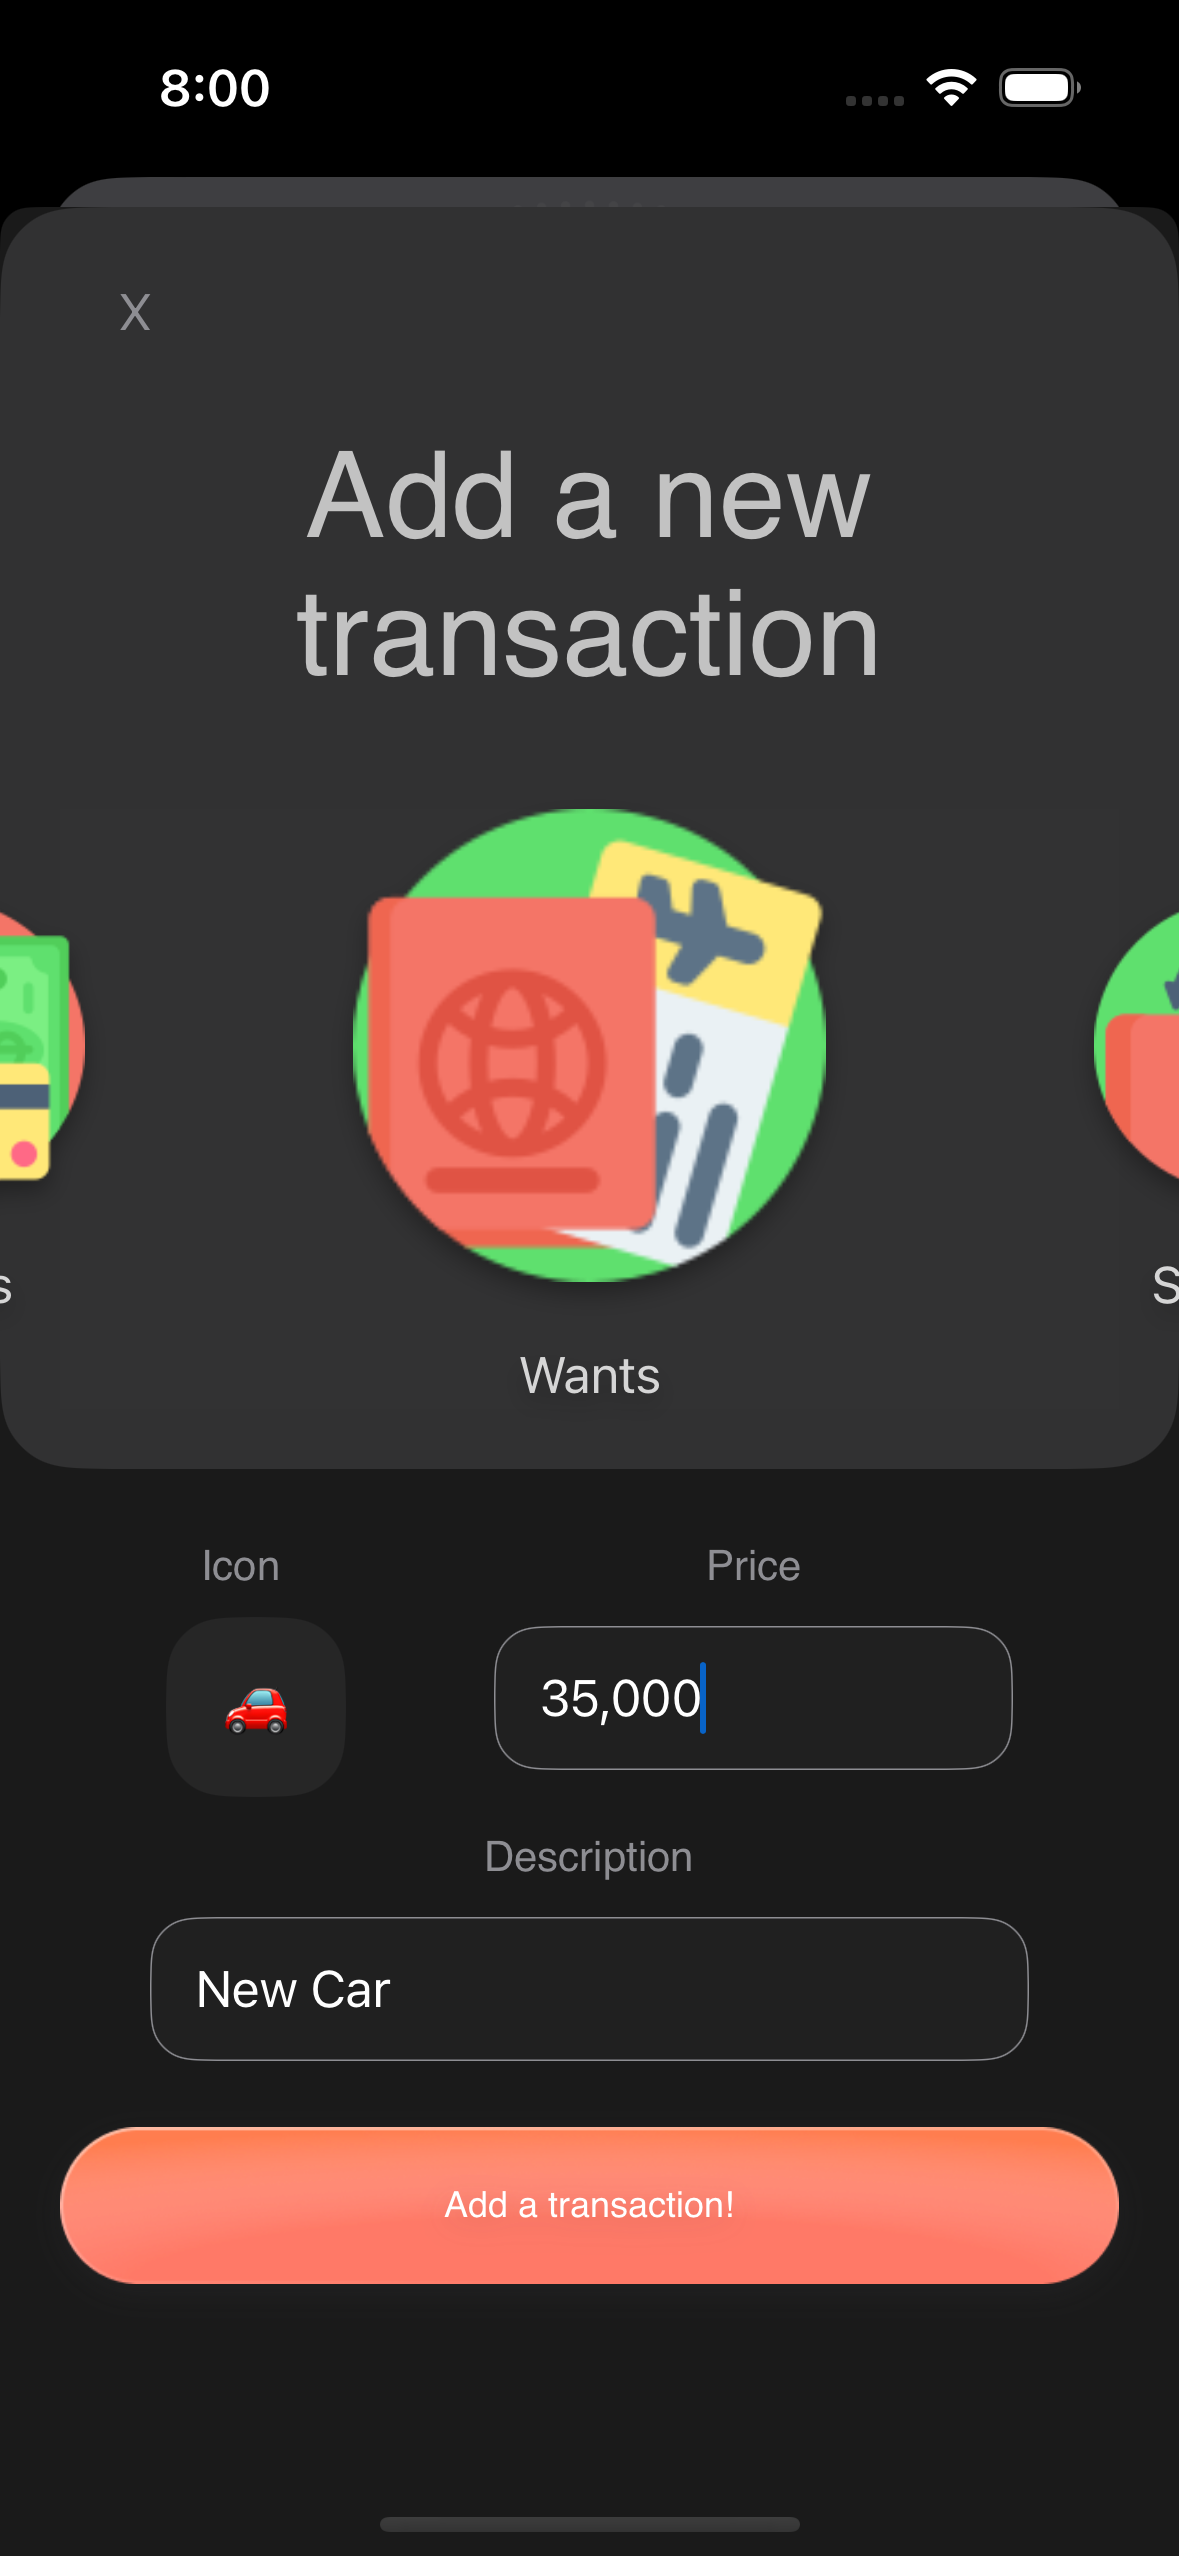 8:00
X
Add a new
transaction
Wants
Icon
Price
35,000
Description
New Car
Add a transaction!